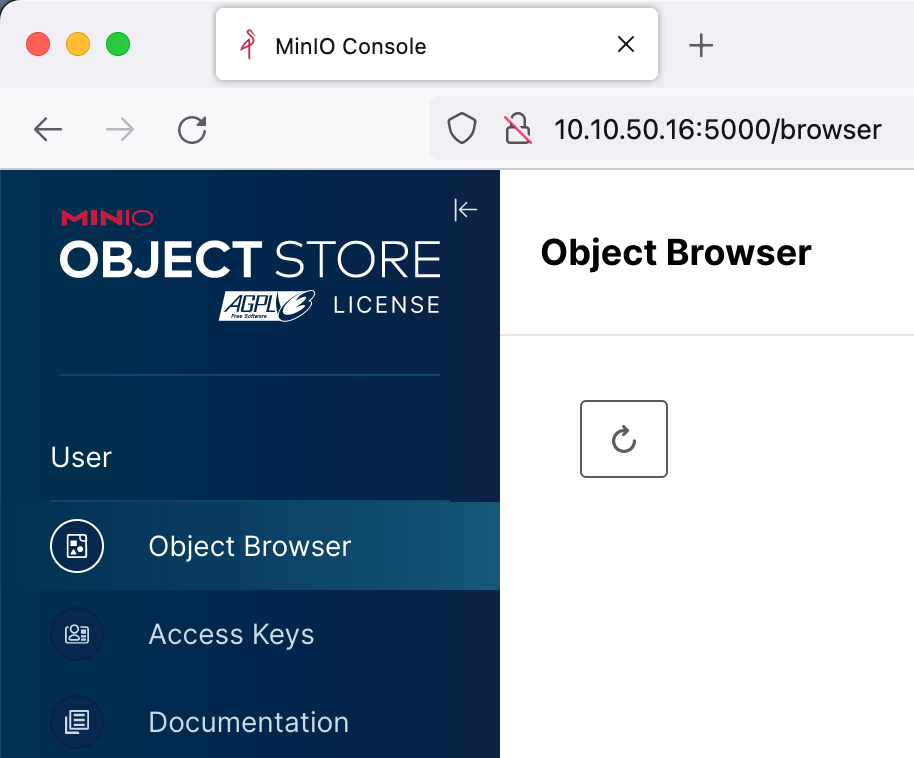 MinIO Console
10.10.50.16:5000/browser
MINIO
OBJECT STORE
AGPL v3 LICENSE
Free Software
Object Browser
User
Object Browser
Access Keys
Documentation